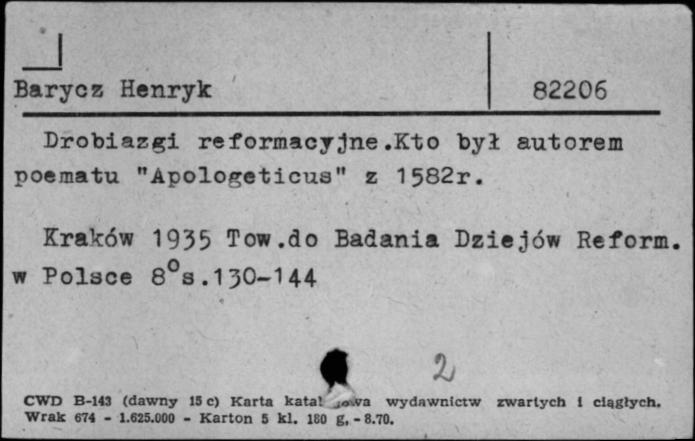 Barycz Henryk 82206
Drobiazgi reformacyjne.Kto był autorem
poematu "Apologeticus" z 1582r.
Kraków 1935 Tow.do Badania Dziejów Reform.
w Polsce 8°s.130-144
2
CWD B-143 (dawny 15 c) Karta wydawnictw zwartych i ciągłych.
Wrak 674 - 1.625.000 - Karton 5 kl. 180 g, - 8.70.